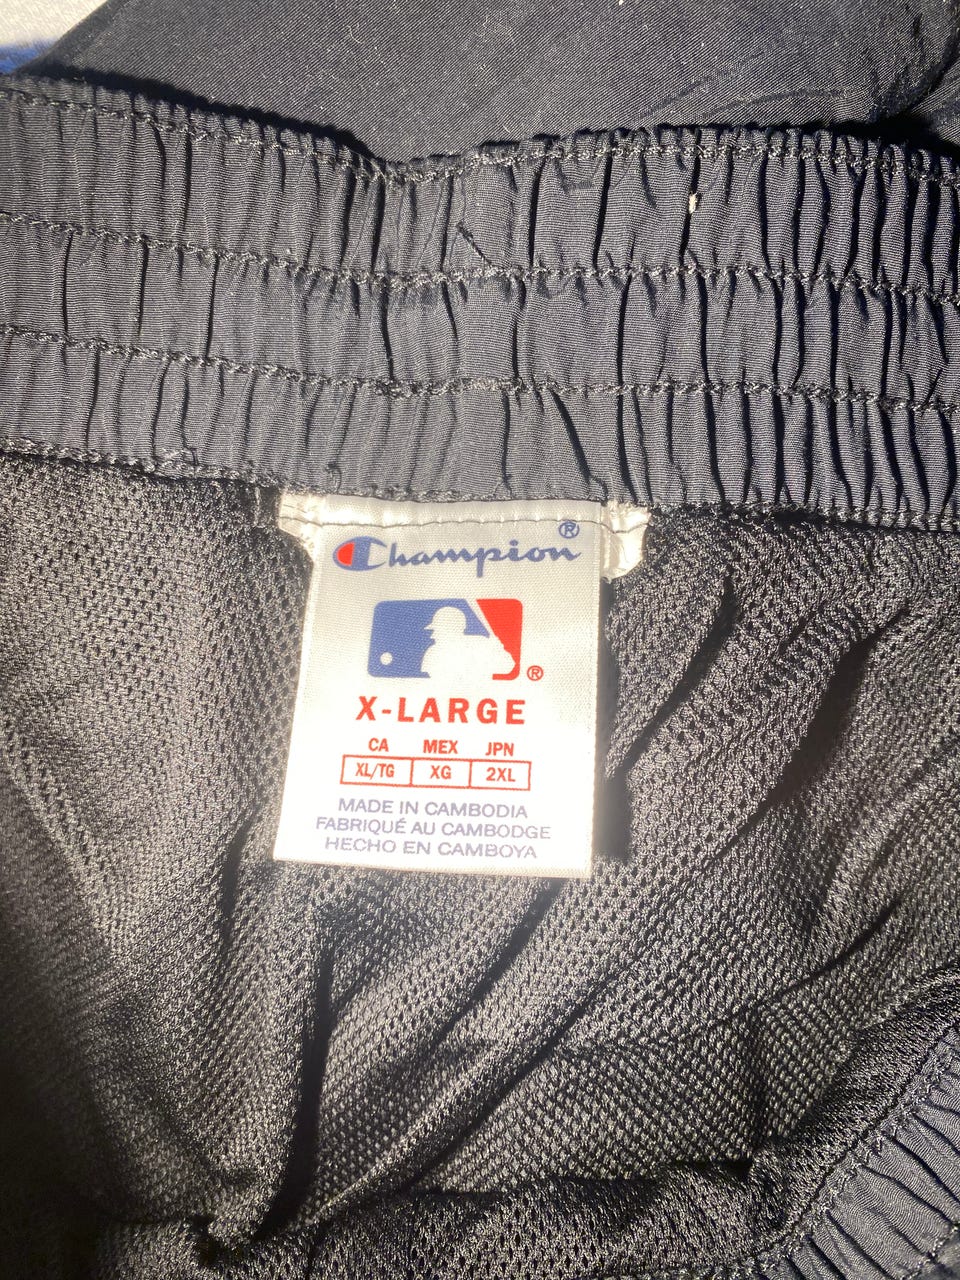 Champion®
®
X-LARGE
CA MEX JPN
XL/TG XG 2XL
MADE IN CAMBODIA
FABRIQUÉ AU CAMBODGE
HECHO EN CAMBOYA